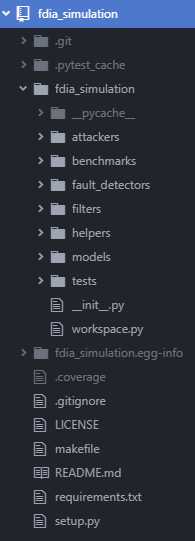 fdia_simulation
.git
.pytest_cache
fdia_simulation
__pycache__
attackers
benchmarks
fault_detectors
filters
helpers
models
tests
__init__.py
workspace.py
fdia_simulation.egg-info
.coverage
.gitignore
LICENSE
makefile
README.md
requirements.txt
setup.py